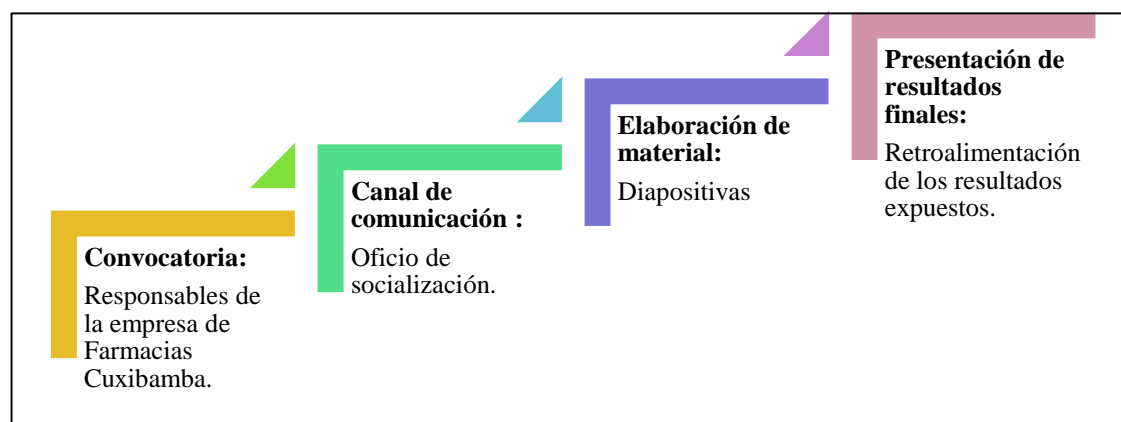 Convocatoria:
Responsables de
la empresa de
Farmacias
Cuxibamba.
Canal de
comunicación :
Oficio de
socialización.
Elaboración de
material:
Diapositivas
Presentación de
resultados
finales:
Retroalimentación
de los resultados
expuestos.